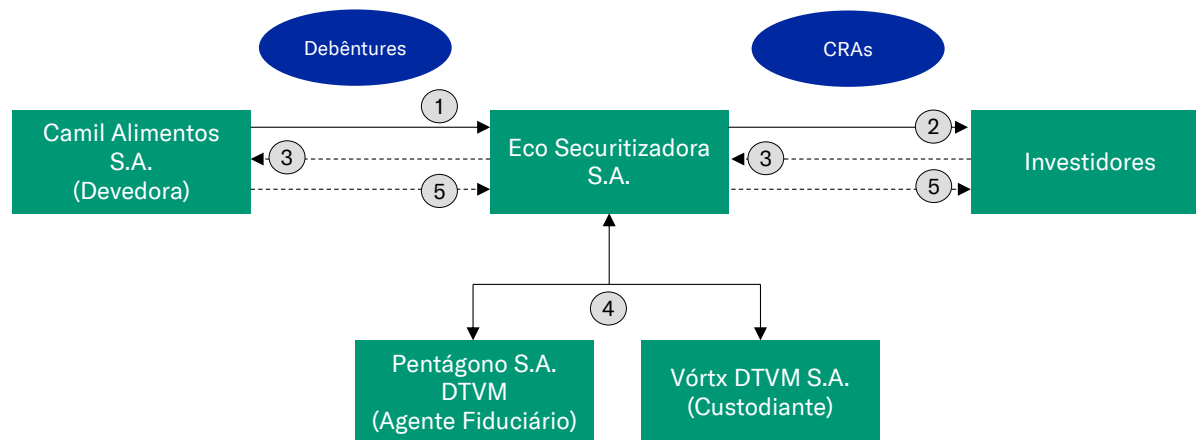 Debêntures
CRAs
1
2
Camil Alimentos
S.A.
(Devedora)
Eco Securitizadora
S.A.
Investidores
3
3
5
5
4
Pentágono S.A.
DTVM
(Agente Fiduciário)
Vórtx DTVM S.A.
(Custodiante)